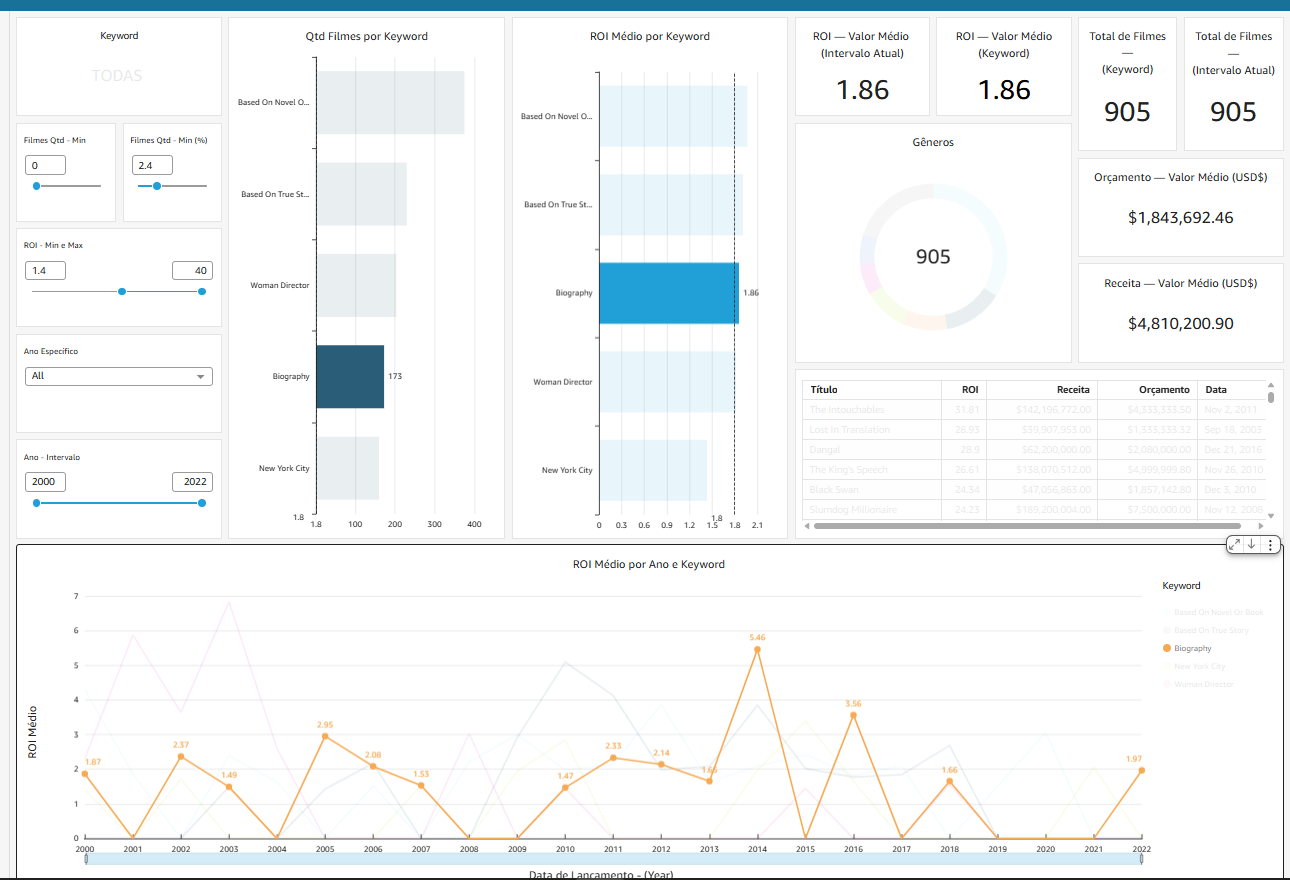 Keyword
TODAS
Filmes Qtd - Min
0
Filmes Qtd - Min (%)
2.4
ROI - Min e Max
1.4
40
Ano Específico
All
Ano - Intervalo
2000
2022
Qtd Filmes por Keyword
Based On Novel O...
Based On True St...
Woman Director
Biography
173
New York City
1.8
1.8 100 200 300 400
ROI Médio por Keyword
Based On Novel O...
Based On True St...
Biography
1.86
Woman Director
New York City
1.8
0 0.3 0.6 0.9 1.2 1.5 1.8 2.1
ROI — Valor Médio
(Intervalo Atual)
1.86
ROI — Valor Médio
(Keyword)
1.86
Total de Filmes
—
(Keyword)
905
Total de Filmes
—
(Intervalo Atual)
905
Gêneros
905
Orçamento — Valor Médio (USD$)
$1,843,692.46
Receita — Valor Médio (USD$)
$4,810,200.90
Título ROI Receita Orçamento Data
The Intouchables 31.81 $142,196,772.00 $4,333,333.50 Nov 2, 2011
Lost In Translation 28.93 $39,907,953.00 $1,333,333.32 Sep 18, 2003
Dangal 28.9 $62,200,000.00 $2,080,000.00 Dec 21, 2016
The King's Speech 26.61 $138,070,512.00 $4,999,999.80 Nov 26, 2010
Black Swan 24.34 $47,056,863.00 $1,857,142.80 Dec 3, 2010
Slumdog Millionaire 24.23 $189,200,004.00 $7,500,000.00 Nov 12, 2008
ROI Médio por Ano e Keyword
ROI Médio
7
6
5
4
3
2
1
0
1.87
2.37
1.49
2.95
2.08
1.53
1.47
2.33
2.14
1.65
5.46
3.56
1.66
1.97
2000 2001 2002 2003 2004 2005 2006 2007 2008 2009 2010 2011 2012 2013 2014 2015 2016 2017 2018 2019 2020 2021 2022
Data de Lançamento - (Year)
Keyword
Based On Novel Or Book
Based On True Story
Biography
New York City
Woman Director